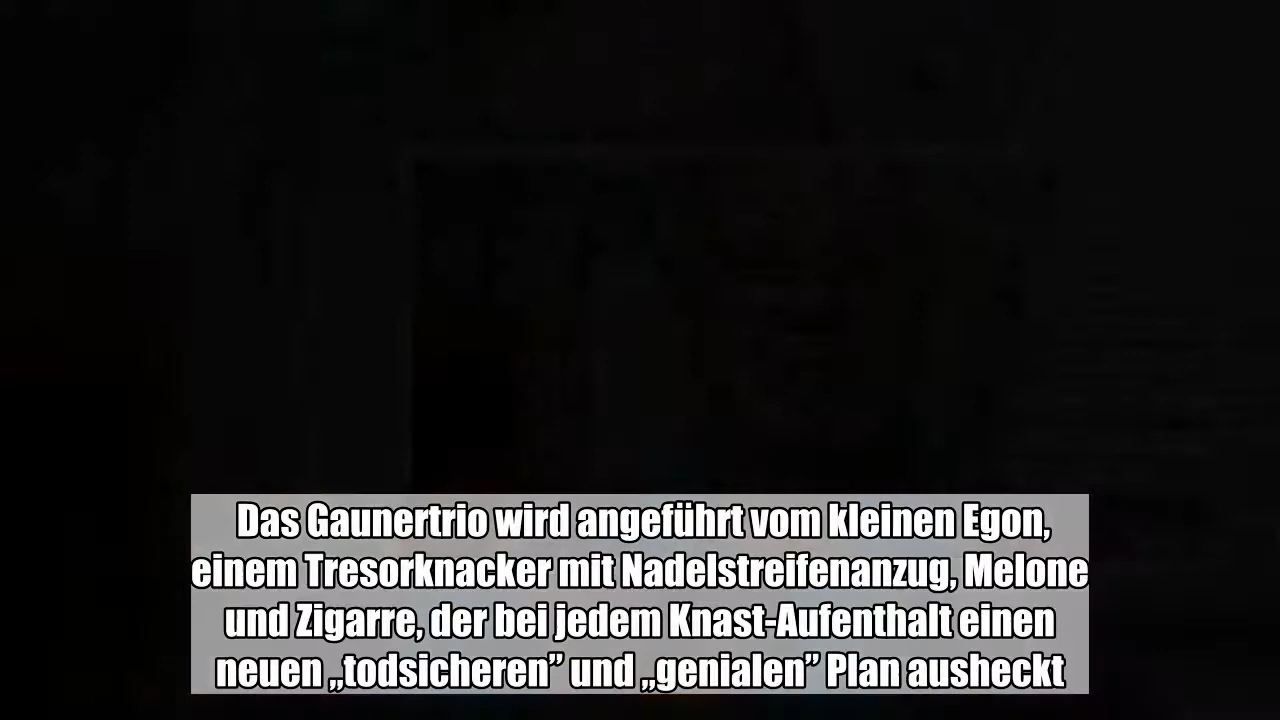 Das Gaunertrio wird angeführt vom kleinen Egon,
einem Tresorknacker mit Nadelstreifenanzug, Melone
und Zigarre, der bei jedem Knast-Aufenthalt einen
neuen „todsicheren” und „genialen” Plan ausheckt